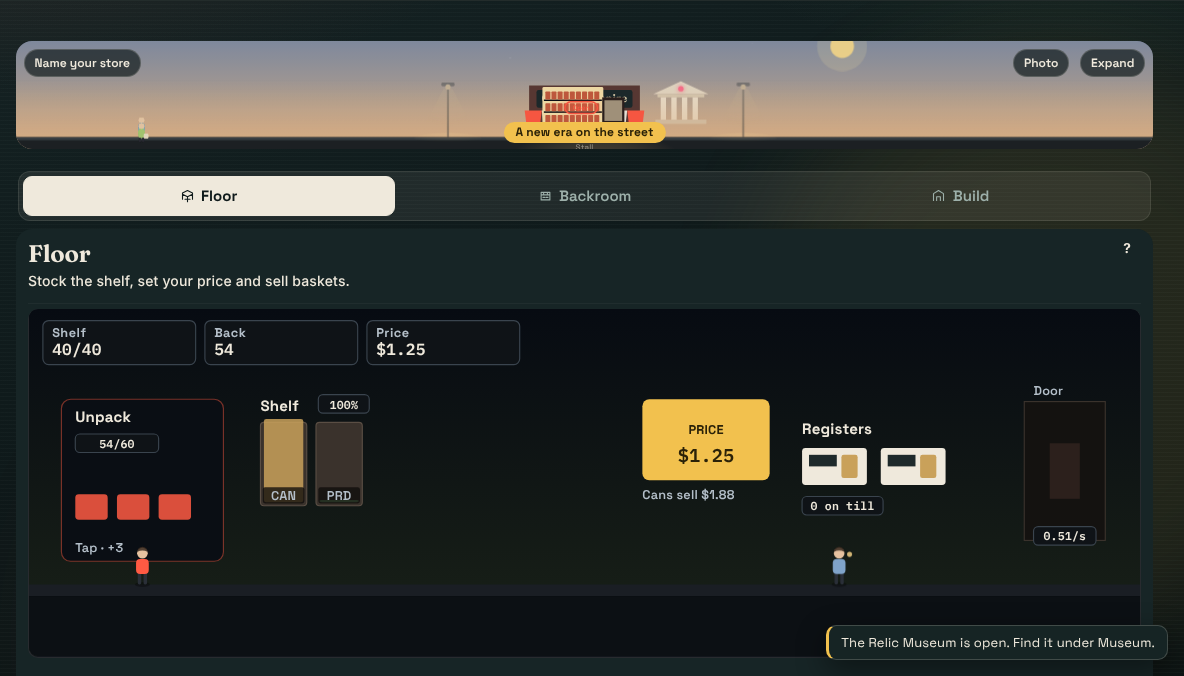 Name your store
Photo
Expand
A new era on the street
Stall
Floor
Backroom
Build
Floor
?
Stock the shelf, set your price and sell baskets.
Shelf
40/40
Back
54
Price
$1.25
Unpack
54/60
Tap · +3
Shelf
100%
CAN
PRD
PRICE
$1.25
Cans sell $1.88
Registers
0 on till
Door
0.51/s
The Relic Museum is open. Find it under Museum.